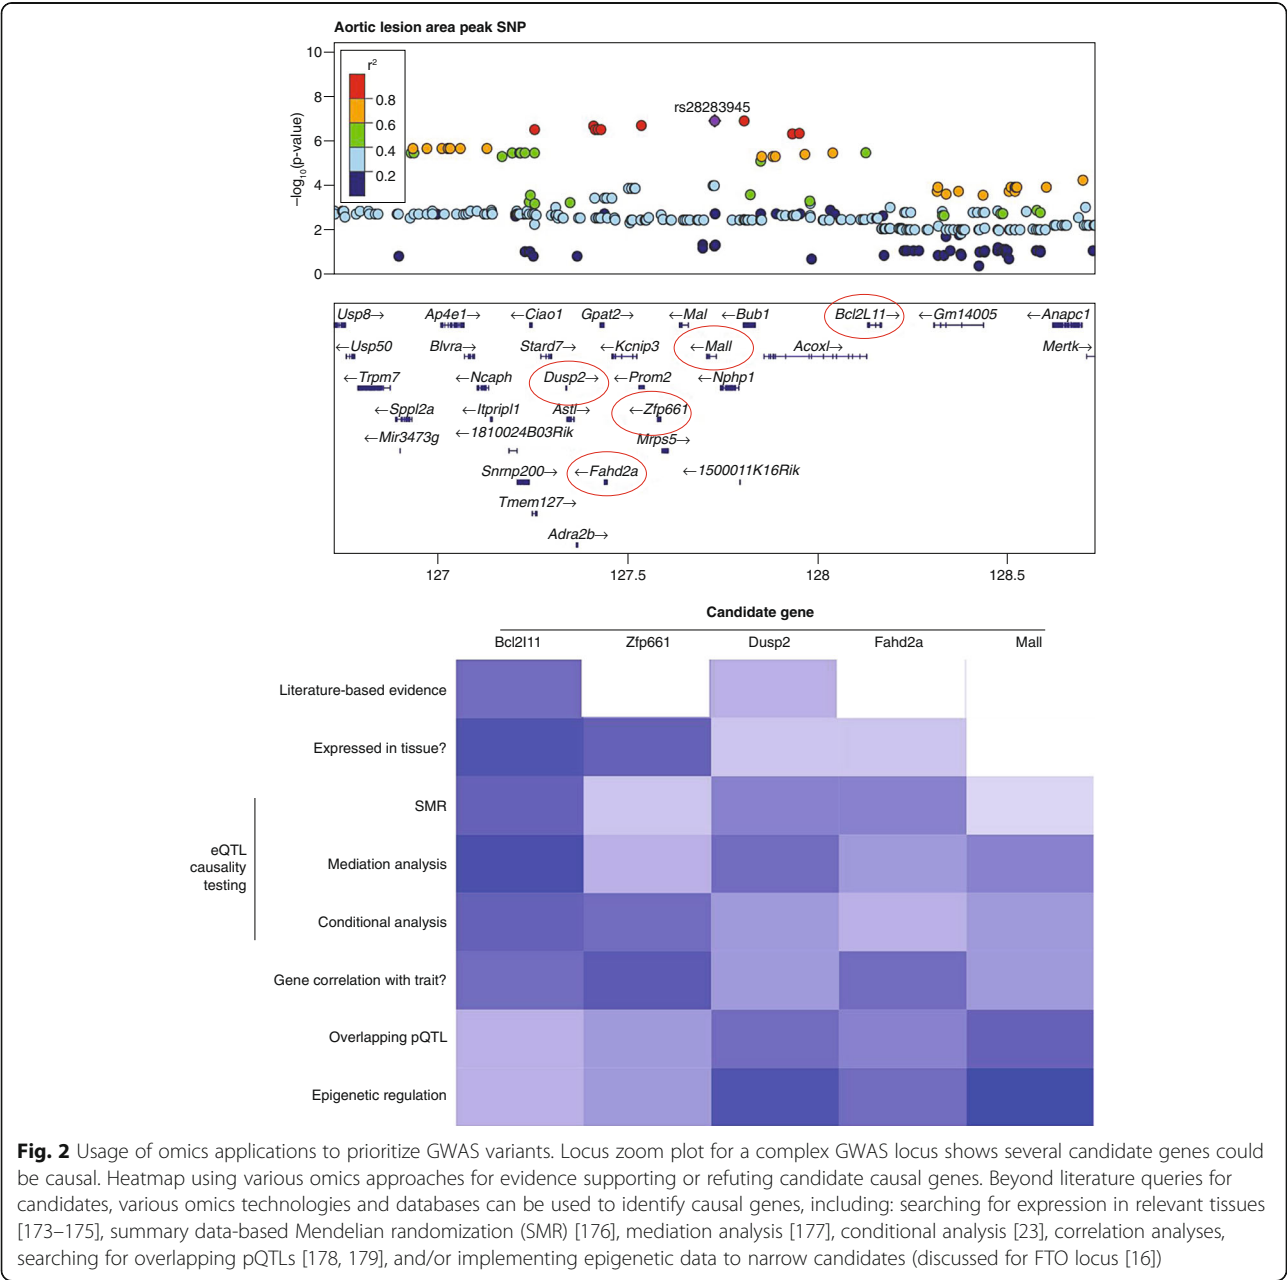 Aortic lesion area peak SNP
10
8
6
4
2
0
−log10(p-value)
r2
0.8
0.6
0.4
0.2
rs28283945
Usp8→ Ap4e1→ ←Ciao1 Gpat2→ ←Mal ←Bub1 Bcl2L11→ ←Gm14005 ←Anapc1
←Usp50 Blvra→ Stard7→ ←Kcnip3 ←Mall Acoxl→ Mertk→
←Trpm7 ←Ncaph Dusp2→ ←Prom2 ←Nphp1
←Sppl2a ←Itpripl1 Astl→ ←Zfp661
←Mir3473g ←1810024B03Rik Mrps5→
Snrnp200→ ←Fahd2a ←1500011K16Rik
Tmem127→
Adra2b→
127 127.5 128 128.5
Candidate gene
Bcl2l11 Zfp661 Dusp2 Fahd2a Mall
Literature-based evidence
Expressed in tissue?
SMR
eQTL
causality
testing
Mediation analysis
Conditional analysis
Gene correlation with trait?
Overlapping pQTL
Epigenetic regulation
Fig. 2 Usage of omics applications to prioritize GWAS variants. Locus zoom plot for a complex GWAS locus shows several candidate genes could
be causal. Heatmap using various omics approaches for evidence supporting or refuting candidate causal genes. Beyond literature queries for
candidates, various omics technologies and databases can be used to identify causal genes, including: searching for expression in relevant tissues
[173–175], summary data-based Mendelian randomization (SMR) [176], mediation analysis [177], conditional analysis [23], correlation analyses,
searching for overlapping pQTLs [178, 179], and/or implementing epigenetic data to narrow candidates (discussed for FTO locus [16])